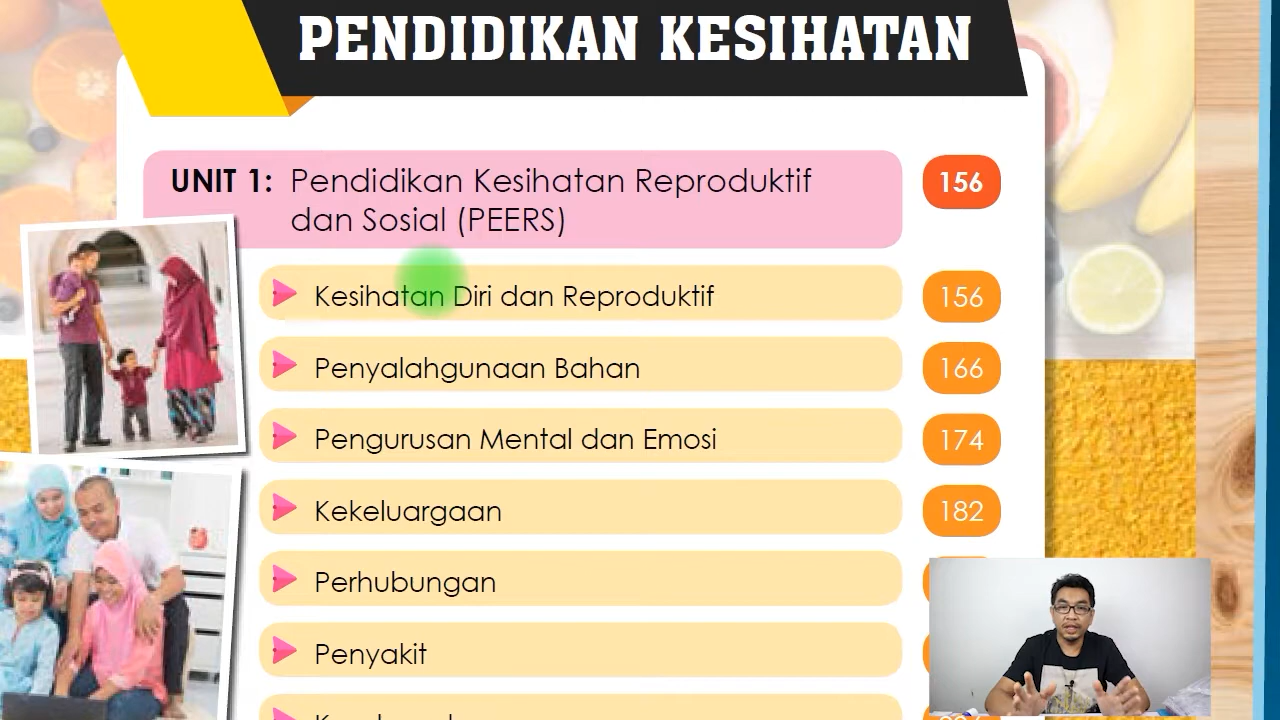 PENDIDIKAN KESIHATAN
UNIT 1: Pendidikan Kesihatan Reproduktif 156
dan Sosial (PEERS)
Kesihatan Diri dan Reproduktif 156
Penyalahgunaan Bahan 166
Pengurusan Mental dan Emosi 174
Kekeluargaan 182
Perhubungan
Penyakit